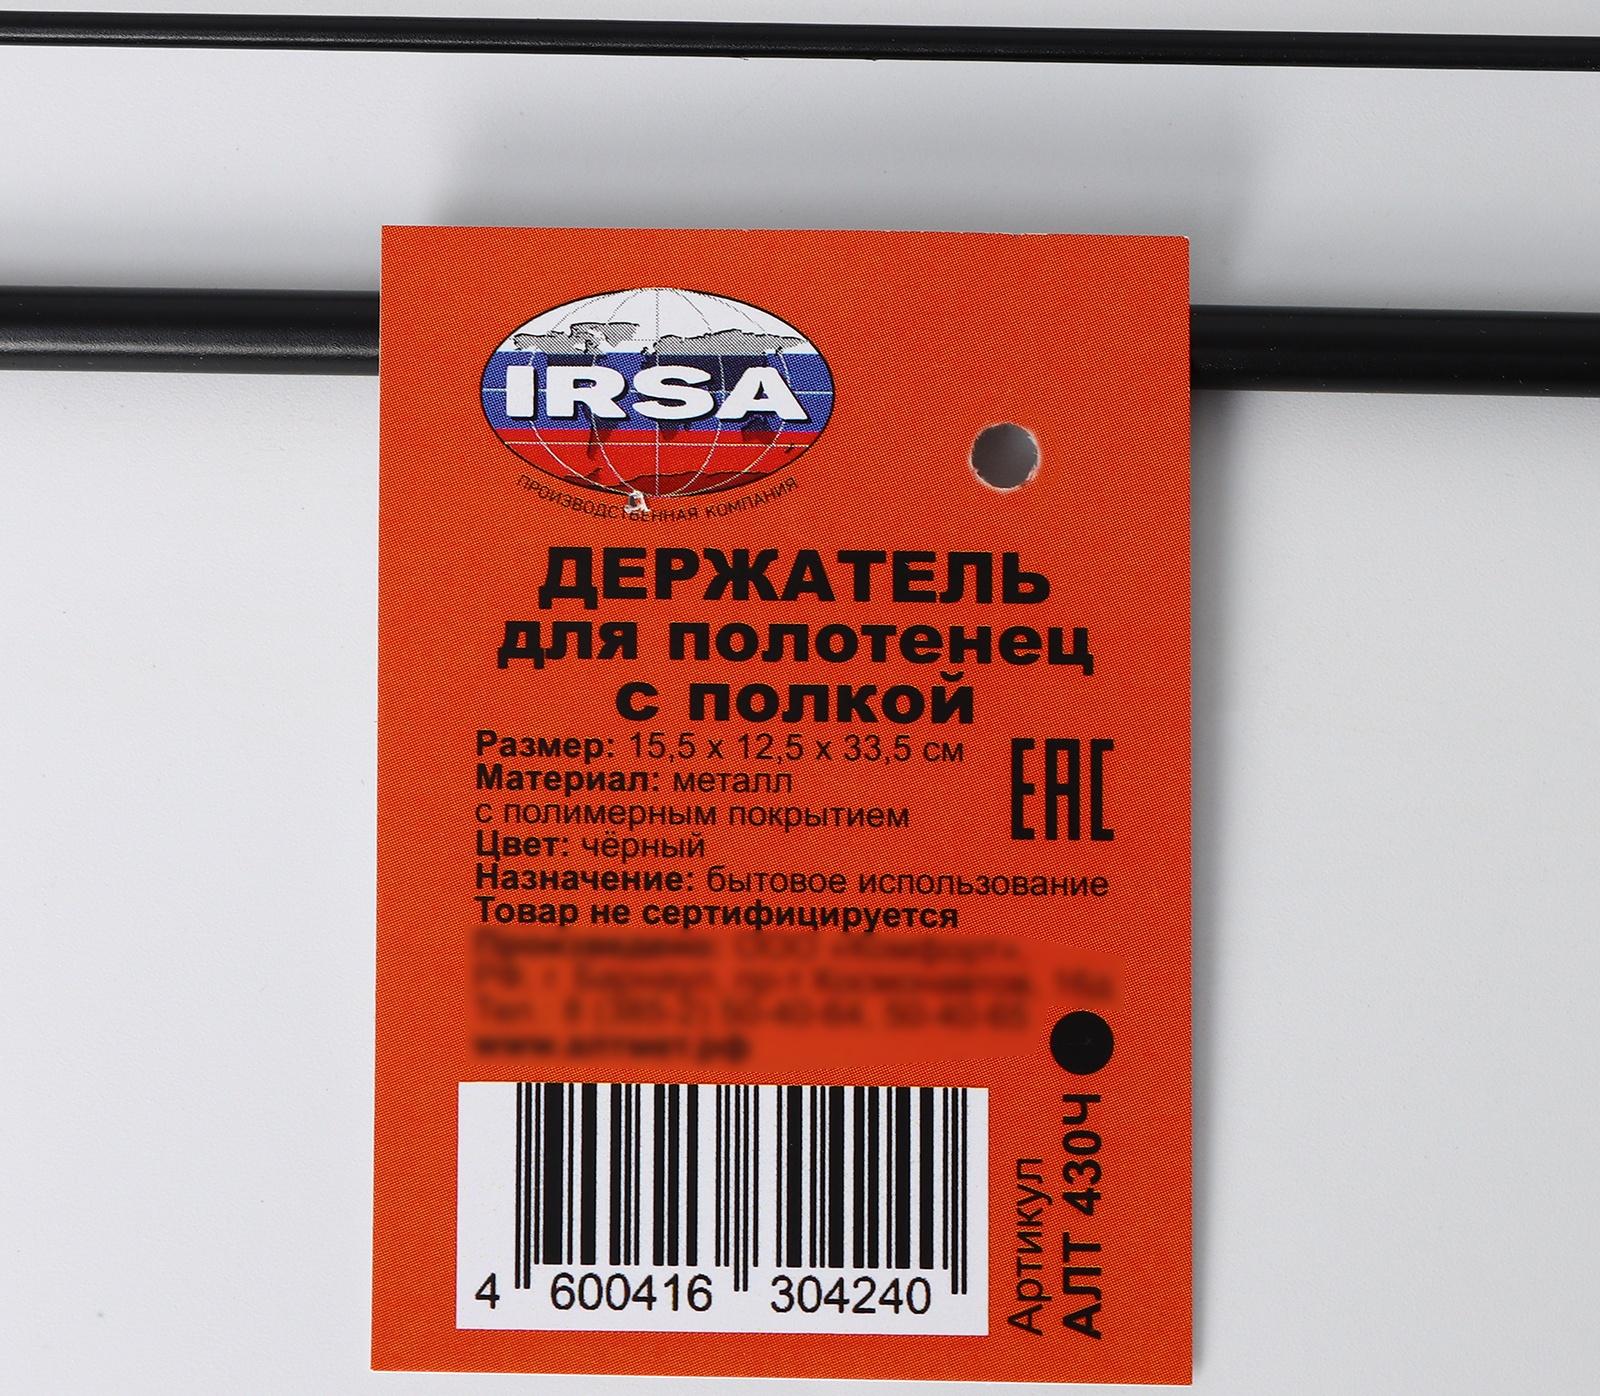 IRSA
ПРОИЗВОДСТВЕННАЯ КОМПАНИЯ
ДЕРЖАТЕЛЬ
для полотенец
с полкой
Размер: 15,5 х 12,5 х 33,5 см
Материал: металл
с полимерным покрытием
Цвет: чёрный
Назначение: бытовое использование
Товар не сертифицируется
ЕАС
4 600416 304240
Артикул
АЛТ 430Ч